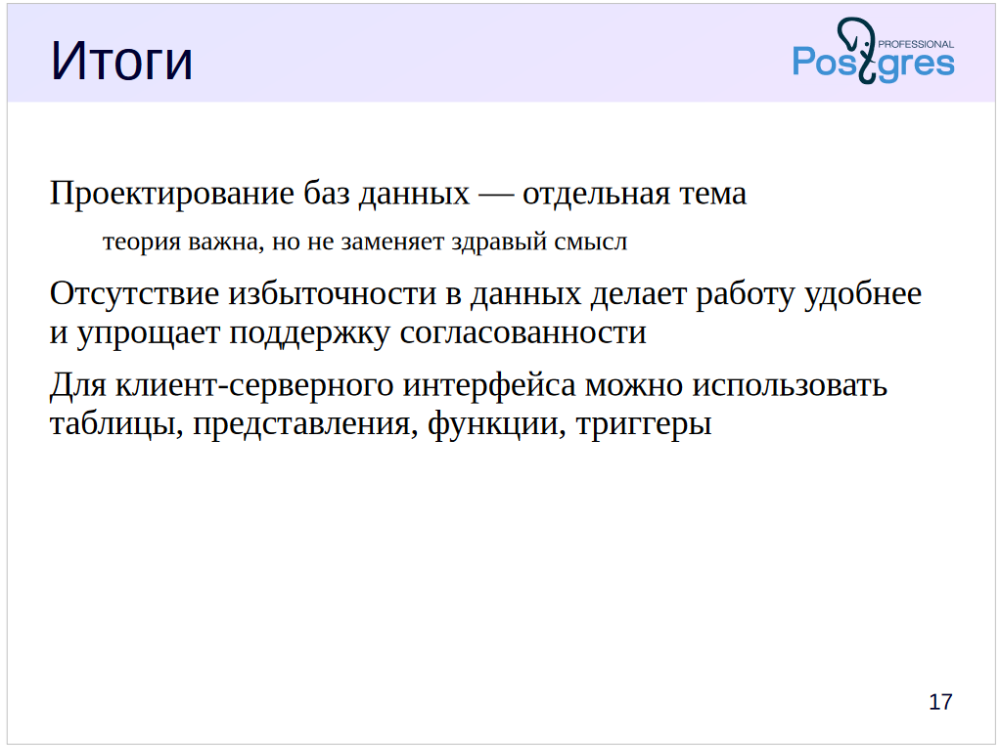 Итоги
PROFESSIONAL
Postgres
Проектирование баз данных — отдельная тема
теория важна, но не заменяет здравый смысл
Отсутствие избыточности в данных делает работу удобнее
и упрощает поддержку согласованности
Для клиент-серверного интерфейса можно использовать
таблицы, представления, функции, триггеры
17